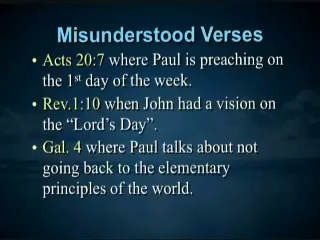 Misunderstood Verses
• Acts 20:7 where Paul is preaching on
the 1st day of the week.
• Rev.1:10 when John had a vision on
the “Lord’s Day”.
• Gal. 4 where Paul talks about not
going back to the elementary
principles of the world.